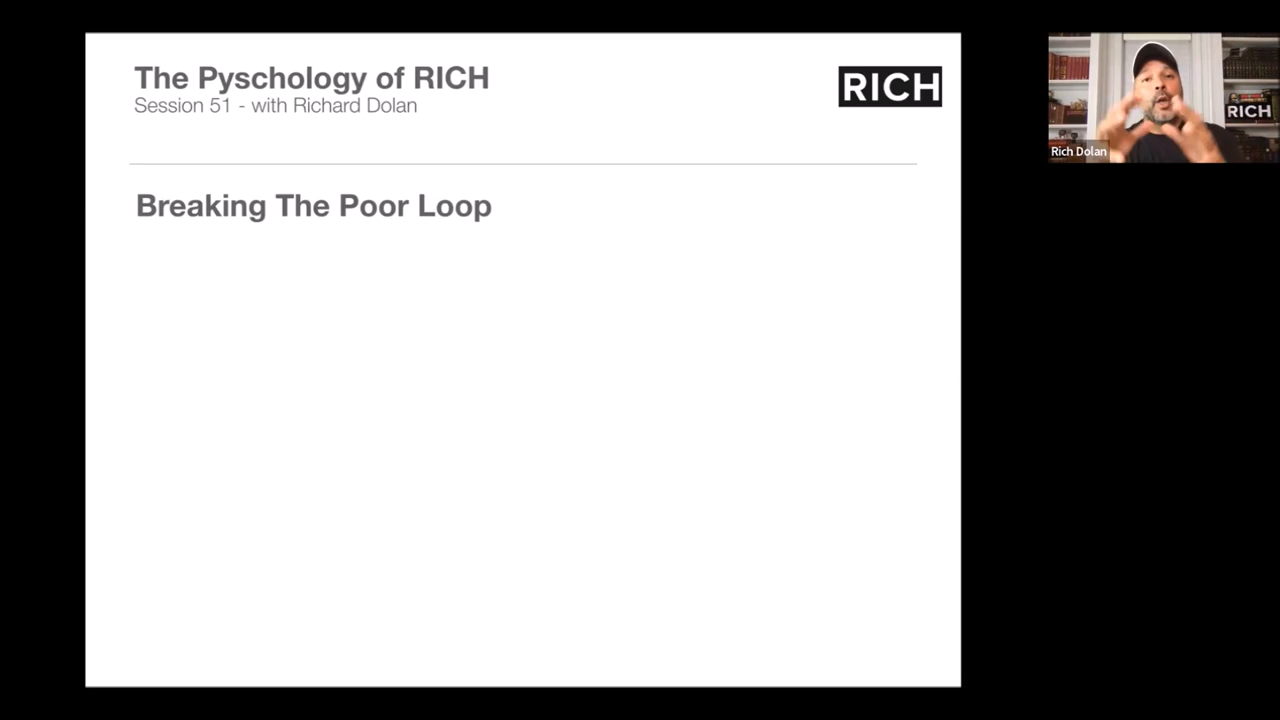 The Pyschology of RICH
Session 51 - with Richard Dolan
RICH
Breaking The Poor Loop
RICH
Rich Dolan